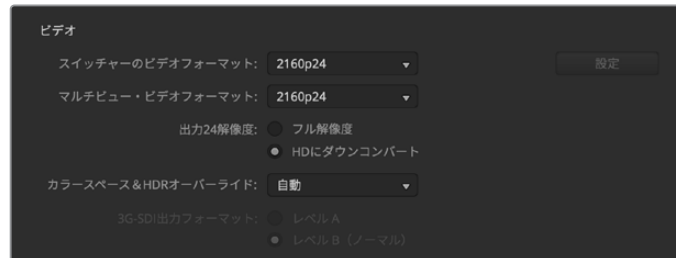 ビデオ
スイッチャーのビデオフォーマット: 2160p24 設定
マルチビュー・ビデオフォーマット: 2160p24
出力24解像度: フル解像度
HDにダウンコンバート
カラースペース＆HDRオーバーライド: 自動
3G-SDI出力フォーマット: レベル A
レベル B（ノーマル）